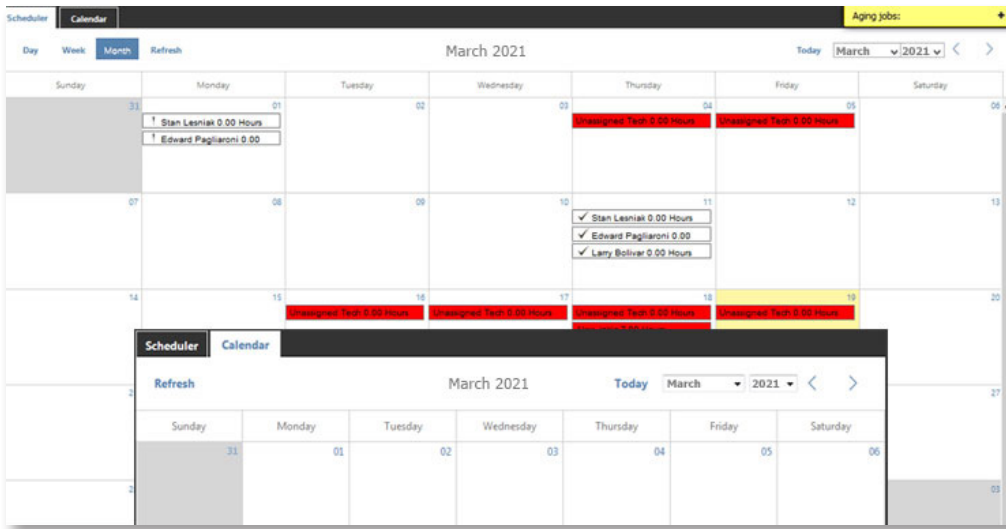 Scheduler Calendar Aging jobs: +
Day Week Month Refresh March 2021 Today March 2021
Sunday Monday Tuesday Wednesday Thursday Friday Saturday
31 01 02 03 04 05 06
! Stan Lesniak 0.00 Hours Unassigned Tech 0.00 Hours Unassigned Tech 0.00 Hours
! Edward Pagliaroni 0.00
07 08 09 10 11 12 13
✓ Stan Lesniak 0.00 Hours
✓ Edward Pagliaroni 0.00
✓ Larry Bolivar 0.00 Hours
14 15 16 17 18 19 20
Unassigned Tech 0.00 Hours Unassigned Tech 0.00 Hours Unassigned Tech 0.00 Hours Unassigned Tech 0.00 Hours
27
03
Scheduler Calendar
Refresh March 2021 Today March 2021
Sunday Monday Tuesday Wednesday Thursday Friday Saturday
31 01 02 03 04 05 06